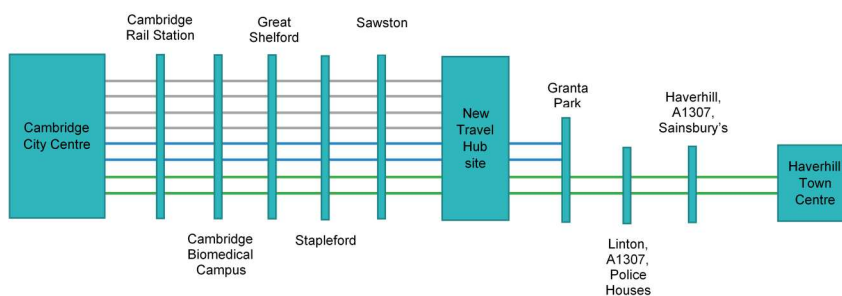 Cambridge
Rail Station
Great
Shelford
Sawston
Cambridge
City Centre
New
Travel
Hub
site
Granta
Park
Haverhill,
A1307,
Sainsbury's
Haverhill
Town
Centre
Cambridge
Biomedical
Campus
Stapleford
Linton,
A1307,
Police
Houses